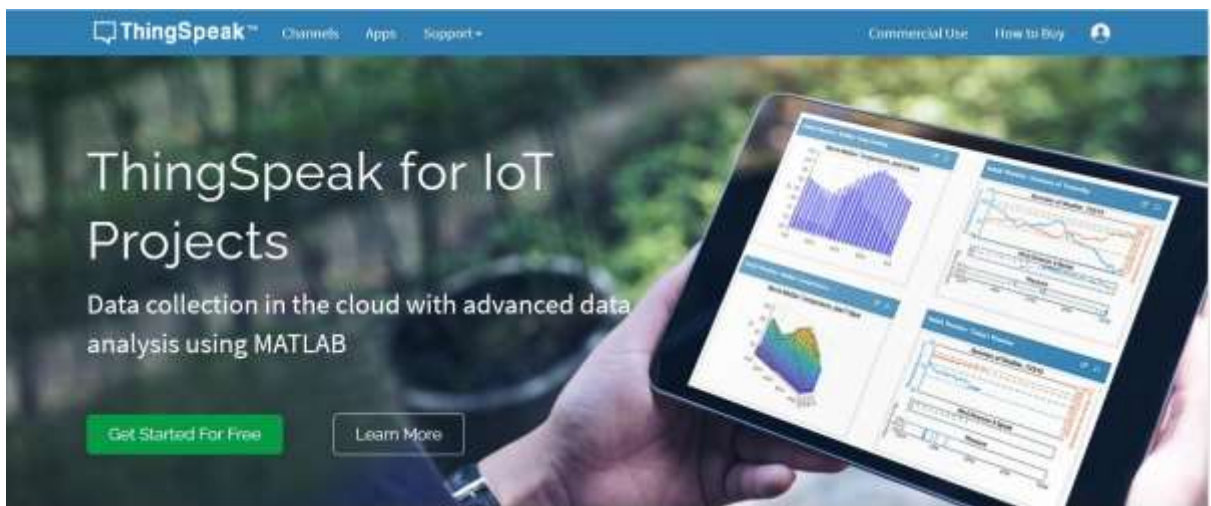 ThingSpeak™ Channels Apps Support Commercial Use How to Buy
ThingSpeak for IoT
Projects
Data collection in the cloud with advanced data
analysis using MATLAB
Get Started For Free Learn More